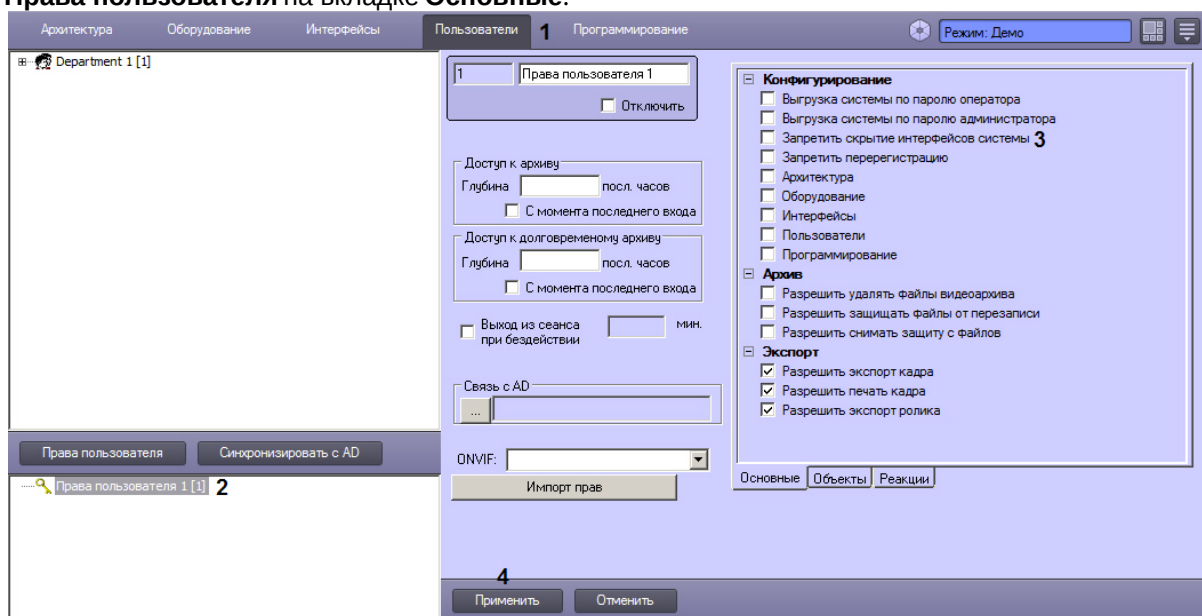 Права пользователя на вкладке Основные.
Архитектура Оборудование Интерфейсы Пользователи 1 Программирование Режим: Демо
Department 1 [1]
1 Права пользователя 1
Отключить
Доступ к архиву
Глубина посл. часов
С момента последнего входа
Доступ к долговременому архиву
Глубина посл. часов
С момента последнего входа
Выход из сеанса мин.
при бездействии
Связь с AD
...
ONVIF:
Импорт прав
Конфигурирование
Выгрузка системы по паролю оператора
Выгрузка системы по паролю администратора
Запретить скрытие интерфейсов системы 3
Запретить перерегистрацию
Архитектура
Оборудование
Интерфейсы
Пользователи
Программирование
Архив
Разрешить удалять файлы видеоархива
Разрешить защищать файлы от перезаписи
Разрешить снимать защиту с файлов
Экспорт
Разрешить экспорт кадра
Разрешить печать кадра
Разрешить экспорт ролика
Основные Объекты Реакции
Права пользователя Синхронизировать с AD
Права пользователя 1 [1] 2
4
Применить Отменить